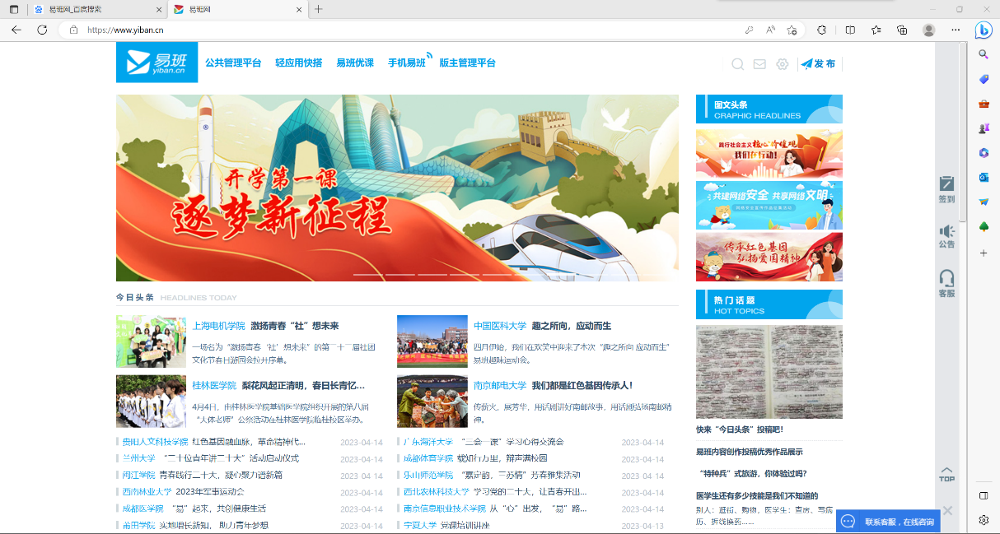 易班网_百度搜索
易班网
https://www.yiban.cn
易班
yiban.cn
公共管理平台 轻应用快搭 易班优课 手机易班 版主管理平台
发布
开学第一课
逐梦新征程
图文头条
GRAPHIC HEADLINES
践行社会主义核心价值观
我们在行动!
共建网络安全 共享网络文明
传承红色基因
弘扬爱国精神
签到
公告
客服
今日头条 HEADLINES TODAY
热门话题
HOT TOPICS
上海电机学院 激扬青春“社”想未来
一场名为“激扬青春‘社’想未来”的第二十二届社团
文化节春日游园会拉开序幕。
中国医科大学 趣之所向，应动而生
四月伊始，我们在欢笑中迎来了本次“趣之所向 应动而生”
易班趣味运动会。
桂林医学院 梨花风起正清明，春日长青忆...
4月4日，由桂林医学院基础医学院组织开展的第八届
“大体老师”公祭活动在桂林医学院临桂校区举办。
南京邮电大学 我们都是红色基因传承人！
传薪火，展芳华，用话剧讲好南邮故事，用话剧弘扬南邮精
神。
贵阳人文科技学院 红色基因融血脉，革命精神代... 2023-04-14
广东海洋大学 “三会一课”学习心得交流会 2023-04-14
兰州大学 “二十位青年讲二十大”活动启动仪式 2023-04-14
成都体育学院 载知行万里，辩声满校园 2023-04-14
闽江学院 青春践行二十大，凝心聚力谱新篇 2023-04-14
乐山师范学院 “嘉定韵，三苏情”芳春雅集活动 2023-04-14
西南林业大学 2023年军事运动会 2023-04-14
西北农林科技大学 学习党的二十大，让青春开出... 2023-04-14
成都医学院 “易”起来，共创健康生活 2023-04-14
南京信息职业技术学院 从“心”出发，“易”路... 2023-04-14
莆田学院 实地增长新知，助力青年梦想 2023-04-14
宁夏大学 党课培训讲座 2023-04-13
快来“今日头条”投稿吧！
易班内容创作投稿优秀作品展示
“特种兵”式旅游，你体验过吗？
医学生还有多少技能是我们不知道的
别人：逛街、购物，医学生：查房、写病
历、拆线换药......
TOP
联系客服，在线咨询